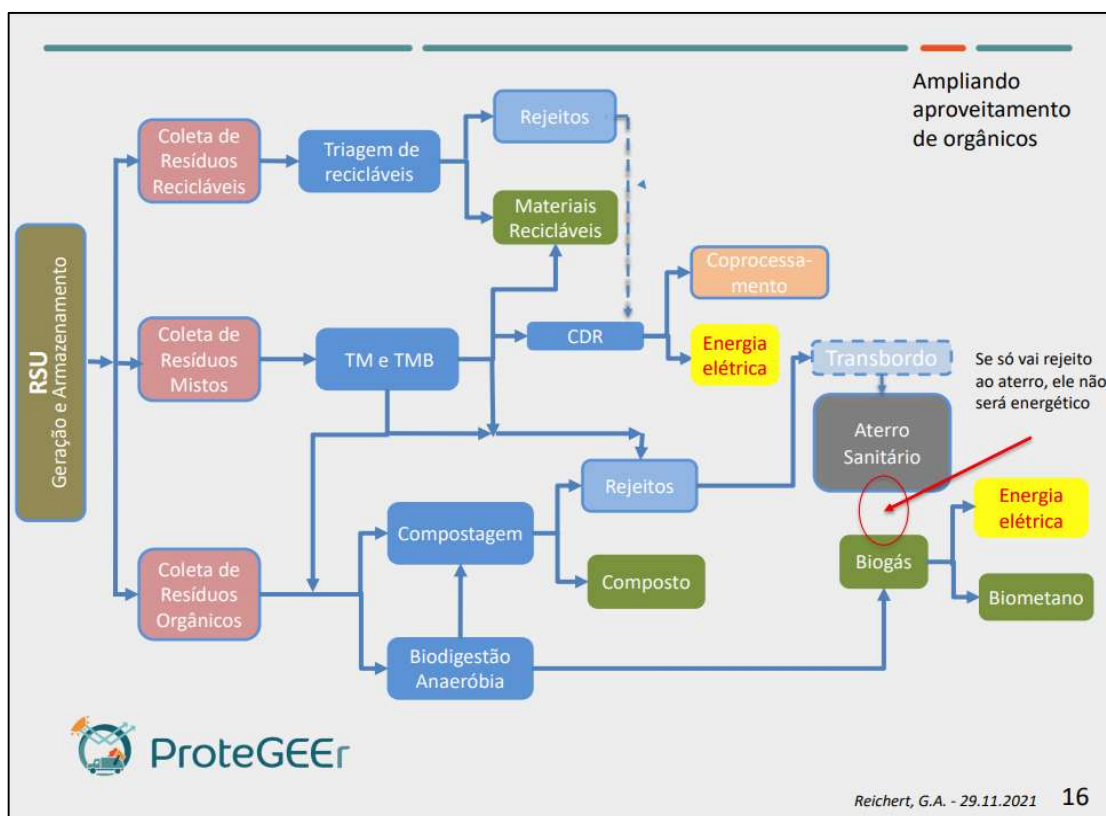 Ampliando
aproveitamento
de orgânicos
Rejeitos
Coleta de
Resíduos
Recicláveis
Triagem de
recicláveis
Materiais
Recicláveis
RSU
Geração e Armazenamento
Coprocessa-
mento
Coleta de
Resíduos
Mistos
TM e TMB
CDR
Energia
elétrica
Transbordo
Se só vai rejeito
ao aterro, ele não
será energético
Aterro
Sanitário
Rejeitos
Compostagem
Energia
elétrica
Coleta de
Resíduos
Orgânicos
Composto
Biogás
Biometano
Biodigestão
Anaeróbia
ProteGEEr
Reichert, G.A. - 29.11.2021 16